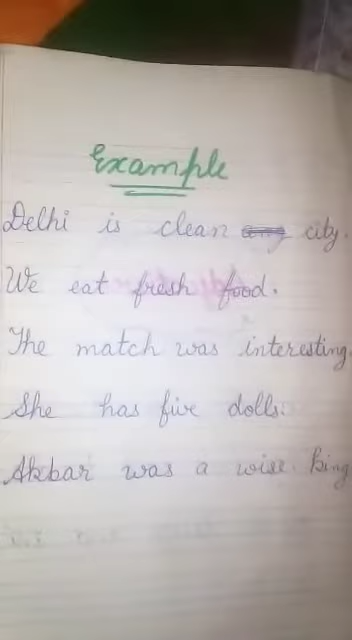 Example
Delhi is clean city.
We eat fresh food.
The match was interesting.
She has five dolls.
Akbar was a wise King